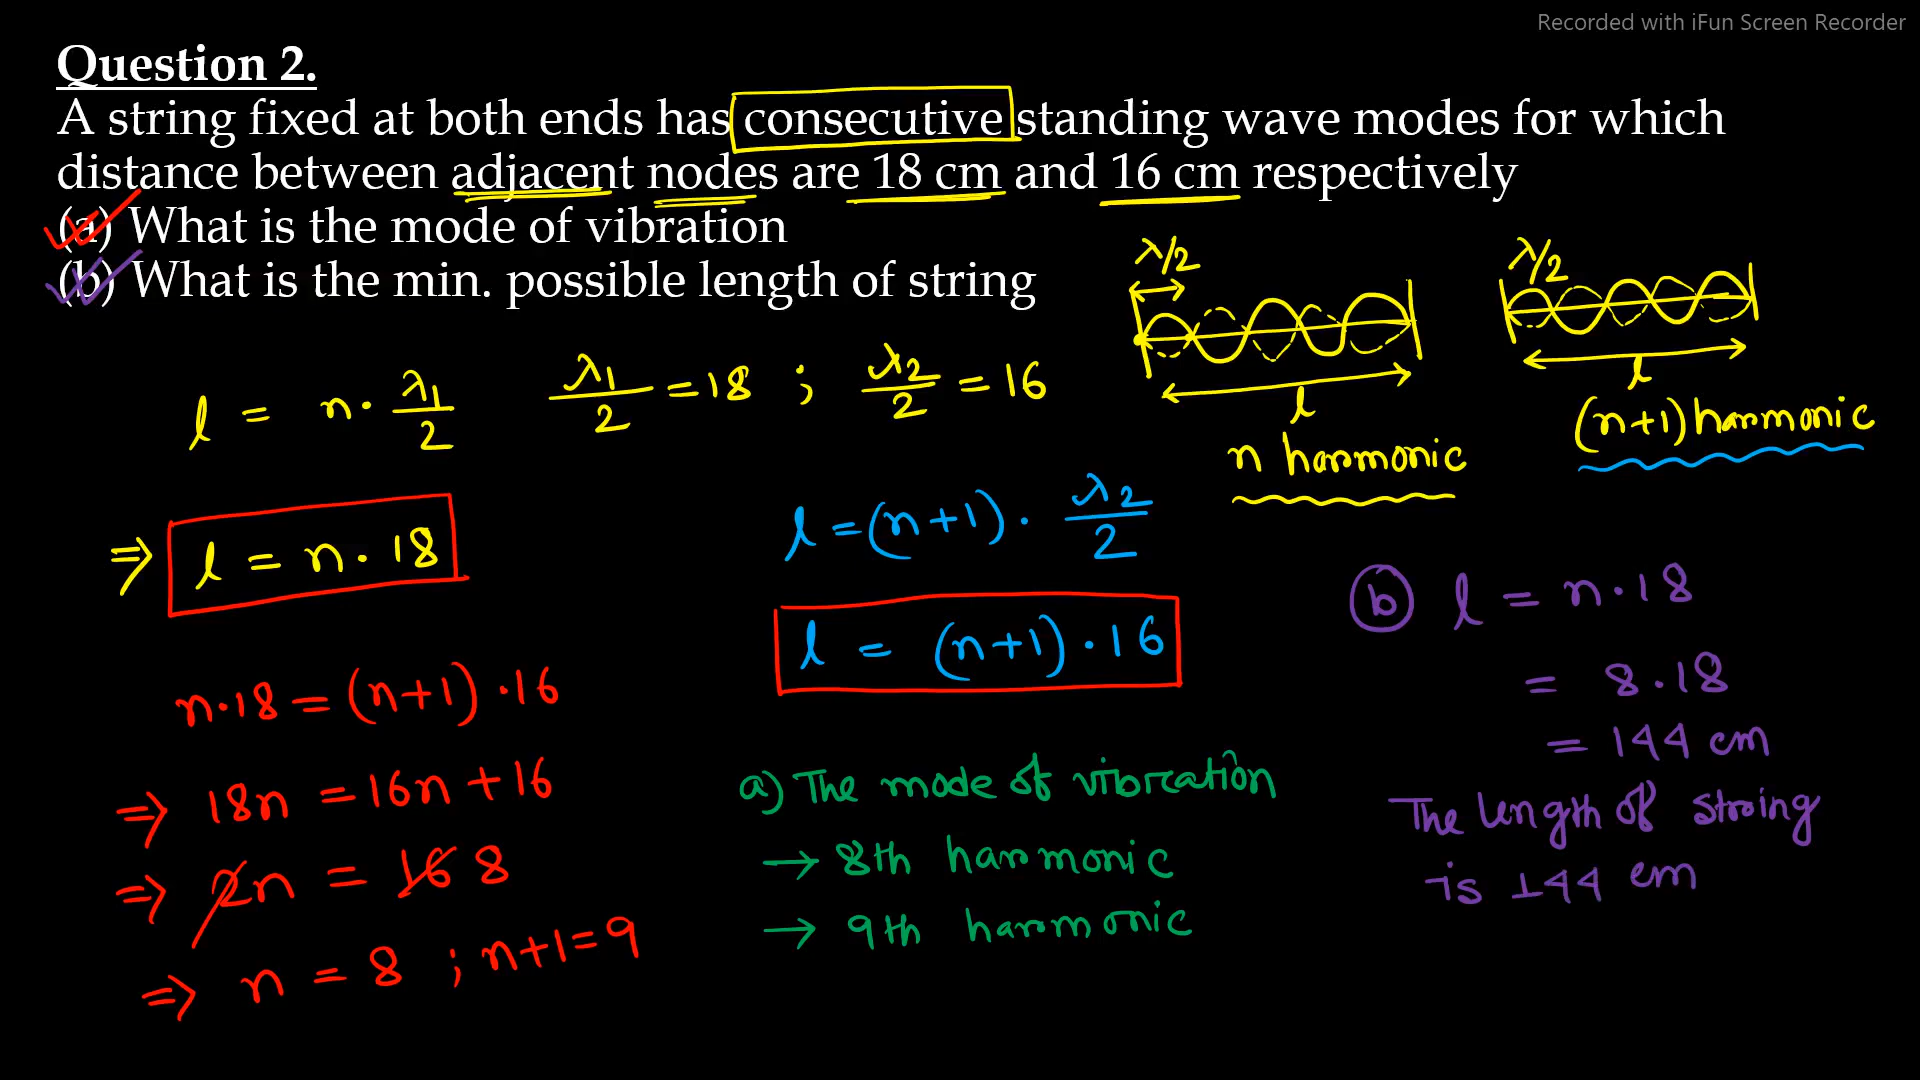 Recorded with iFun Screen Recorder
Question 2.
A string fixed at both ends has consecutive standing wave modes for which
distance between adjacent nodes are 18 cm and 16 cm respectively
(a) What is the mode of vibration
(b) What is the min. possible length of string
λ/2
l
n harmonic
λ/2
l
(n+1) harmonic
l = n · λ1/2
λ1/2 = 18 ; λ2/2 = 16
⇒ l = n · 18
l = (n+1) · λ2/2
l = (n+1) · 16
n·18 = (n+1) ·16
⇒ 18n = 16n + 16
⇒ 2n = 16 8
⇒ n = 8 ; n+1 = 9
a) The mode of vibration
→ 8th harmonic
→ 9th harmonic
(b) l = n·18
= 8·18
= 144 cm
The length of string
is 144 cm